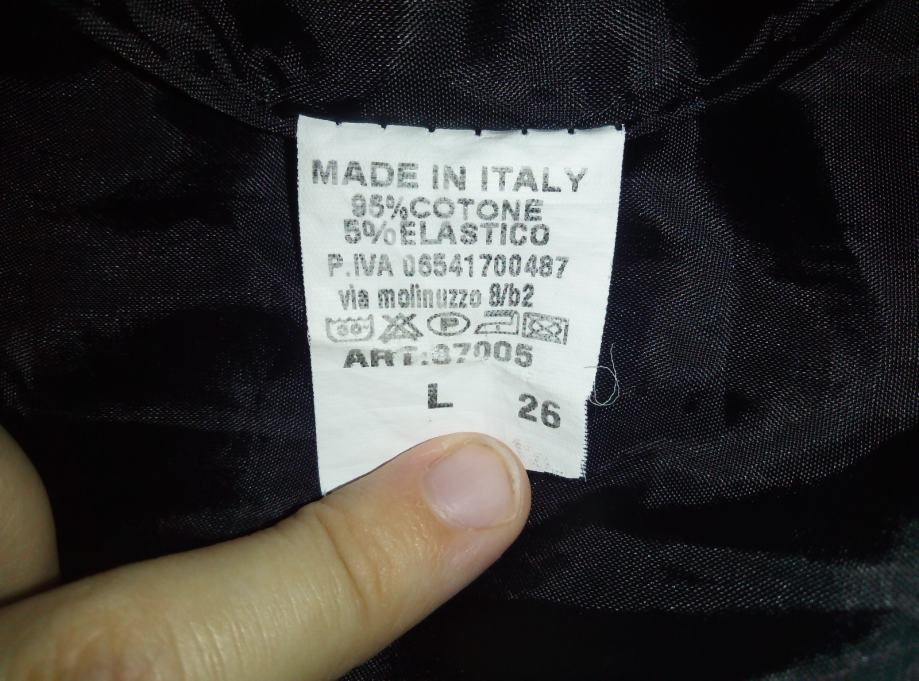 MADE IN ITALY
95%COTONE
5%ELASTICO
P.IVA 06541700487
via molinuzzo 8/b2
P
ART:37005
L 26